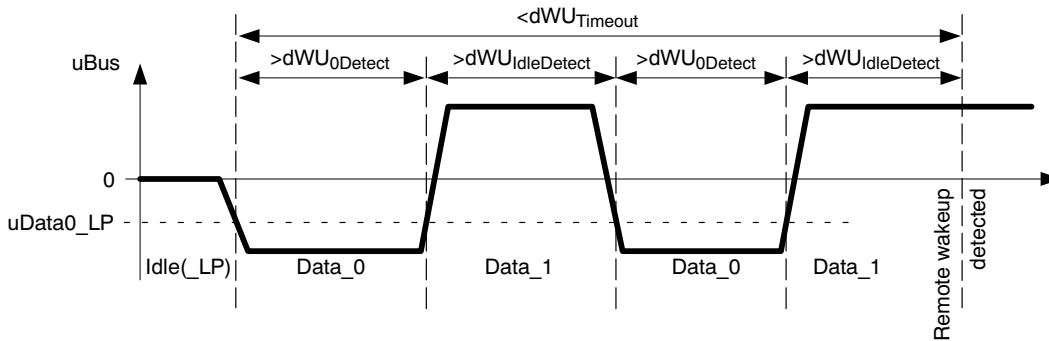 <dWUTimeout
uBus
>dWU0Detect >dWUIdleDetect >dWU0Detect >dWUIdleDetect
0
uData0_LP
Idle(_LP) Data_0 Data_1 Data_0 Data_1
Remote wakeup
detected